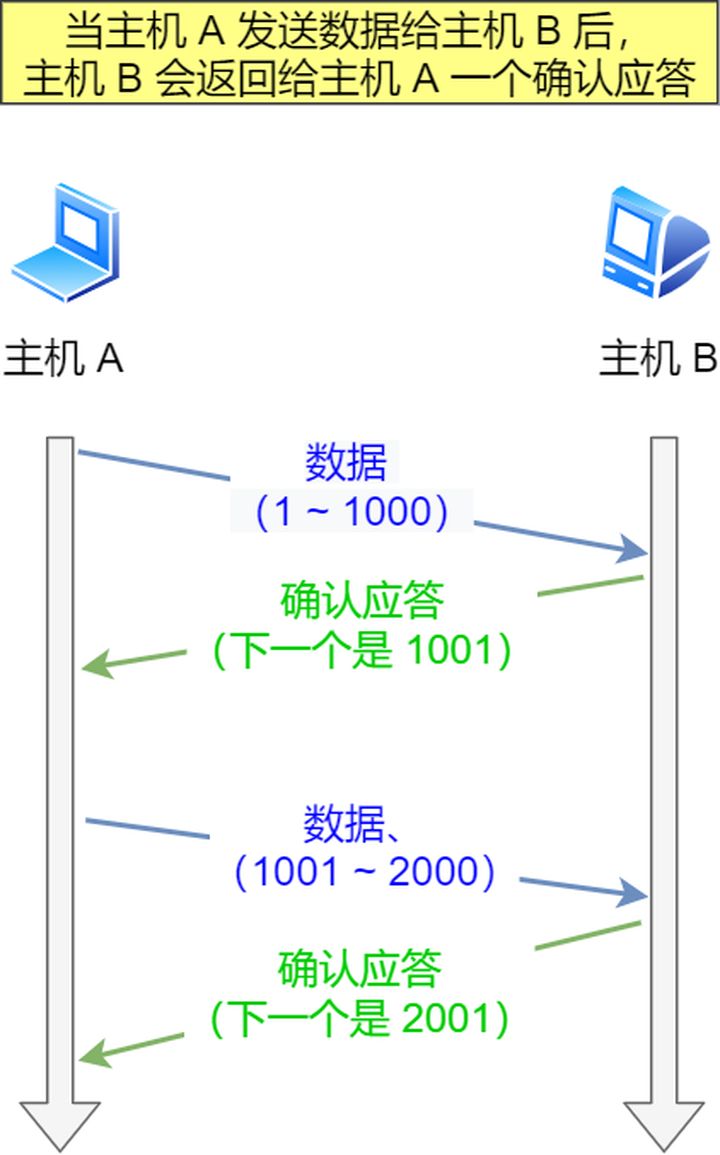 当主机 A 发送数据给主机 B 后，
主机 B 会返回给主机 A 一个确认应答
主机 A
主机 B
数据
（1 ~ 1000）
确认应答
（下一个是 1001）
数据、
（1001 ~ 2000）
确认应答
（下一个是 2001）